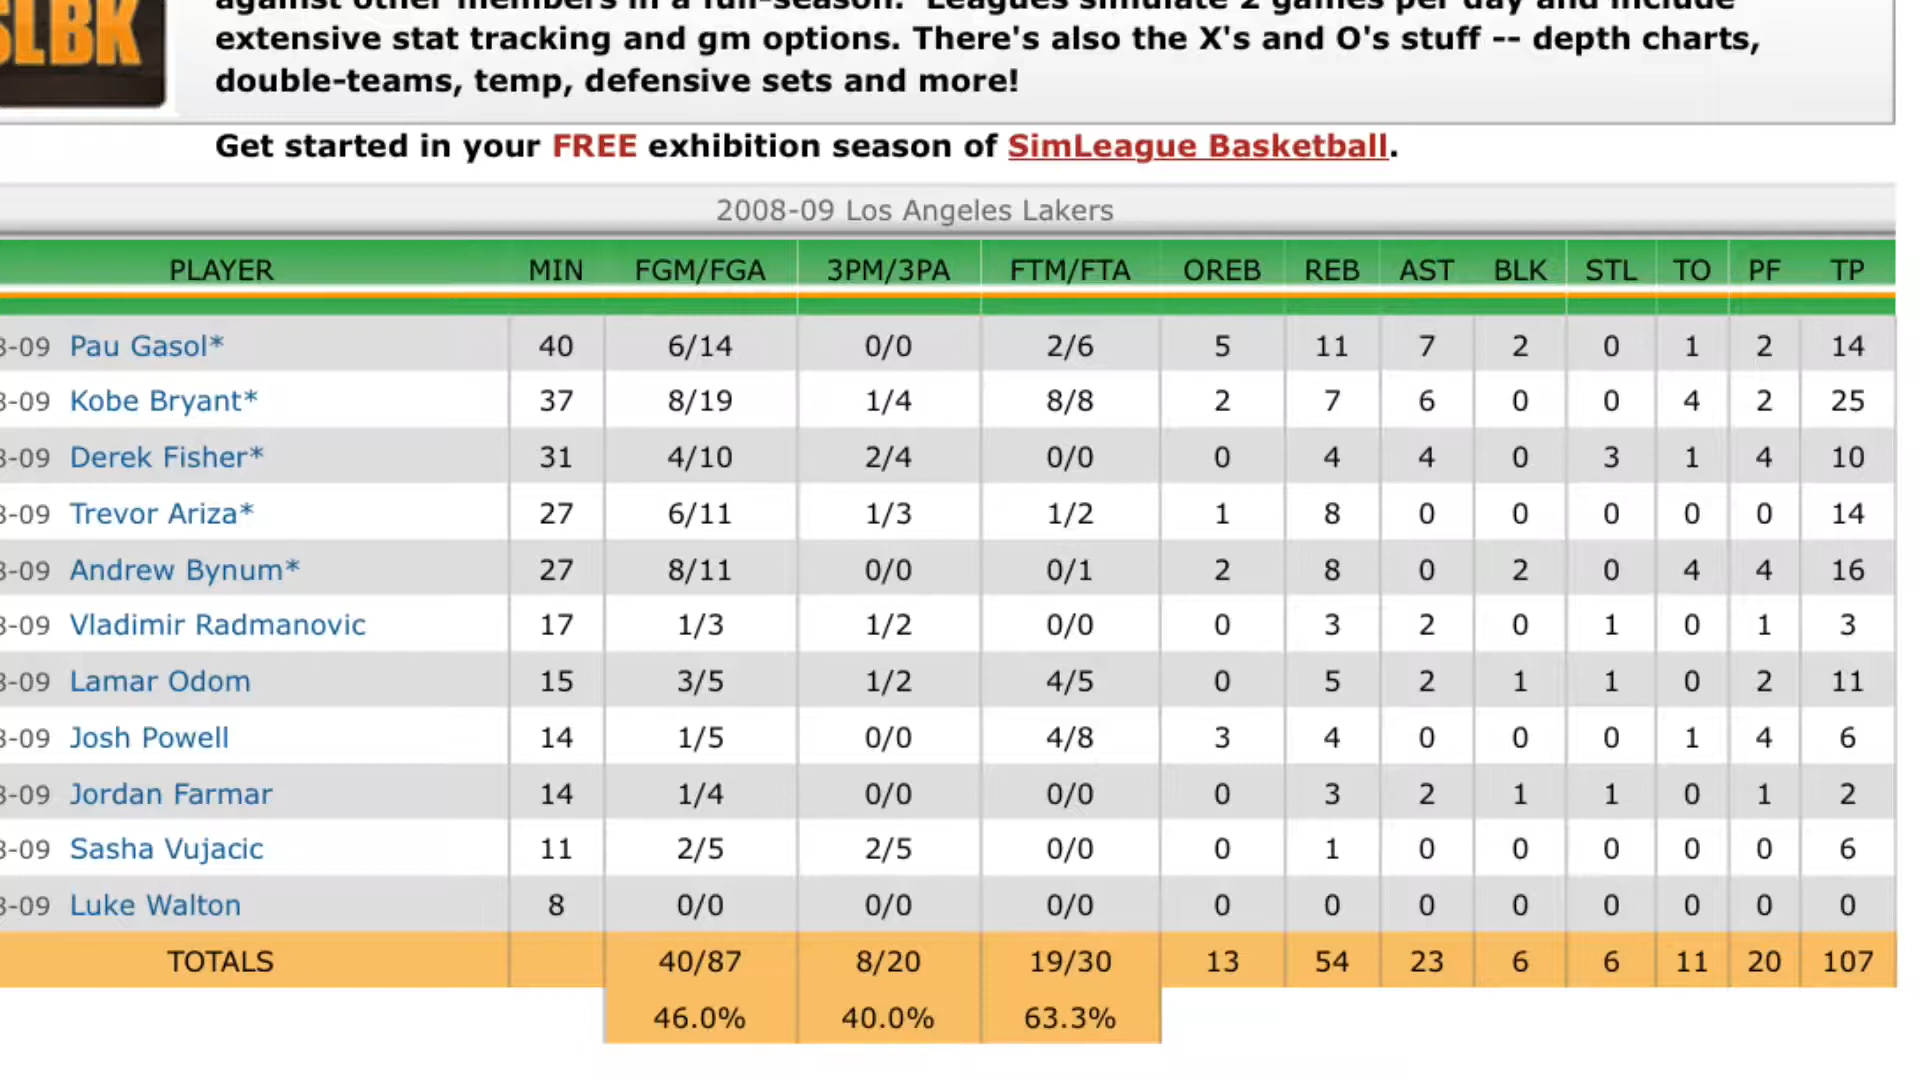 against other members in a full-season. Leagues simulate 2 games per day and include
SLBK
extensive stat tracking and gm options. There's also the X's and O's stuff -- depth charts,
double-teams, temp, defensive sets and more!
Get started in your FREE exhibition season of SimLeague Basketball.
2008-09 Los Angeles Lakers
PLAYER MIN FGM/FGA 3PM/3PA FTM/FTA OREB REB AST BLK STL TO PF TP
8-09 Pau Gasol* 40 6/14 0/0 2/6 5 11 7 2 0 1 2 14
8-09 Kobe Bryant* 37 8/19 1/4 8/8 2 7 6 0 0 4 2 25
8-09 Derek Fisher* 31 4/10 2/4 0/0 0 4 4 0 3 1 4 10
8-09 Trevor Ariza* 27 6/11 1/3 1/2 1 8 0 0 0 0 0 14
8-09 Andrew Bynum* 27 8/11 0/0 0/1 2 8 0 2 0 4 4 16
8-09 Vladimir Radmanovic 17 1/3 1/2 0/0 0 3 2 0 1 0 1 3
8-09 Lamar Odom 15 3/5 1/2 4/5 0 5 2 1 1 0 2 11
8-09 Josh Powell 14 1/5 0/0 4/8 3 4 0 0 0 1 4 6
8-09 Jordan Farmar 14 1/4 0/0 0/0 0 3 2 1 1 0 1 2
8-09 Sasha Vujacic 11 2/5 2/5 0/0 0 1 0 0 0 0 0 6
8-09 Luke Walton 8 0/0 0/0 0/0 0 0 0 0 0 0 0 0
TOTALS 40/87 8/20 19/30 13 54 23 6 6 11 20 107
46.0% 40.0% 63.3%